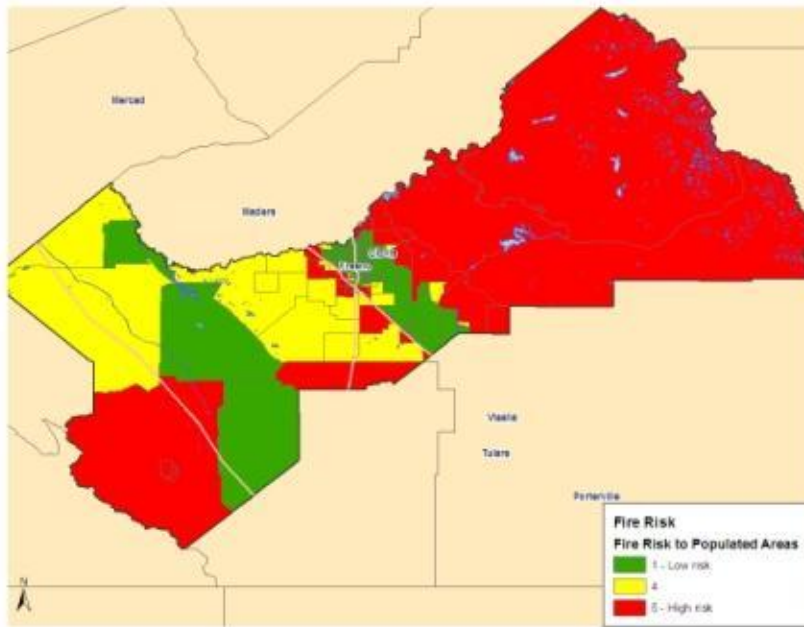 Merced
Madera
Clovis
Fresno
Visalia
Tulare
Porterville
Fire Risk
Fire Risk to Populated Areas
1 - Low risk
4
5 - High risk
N